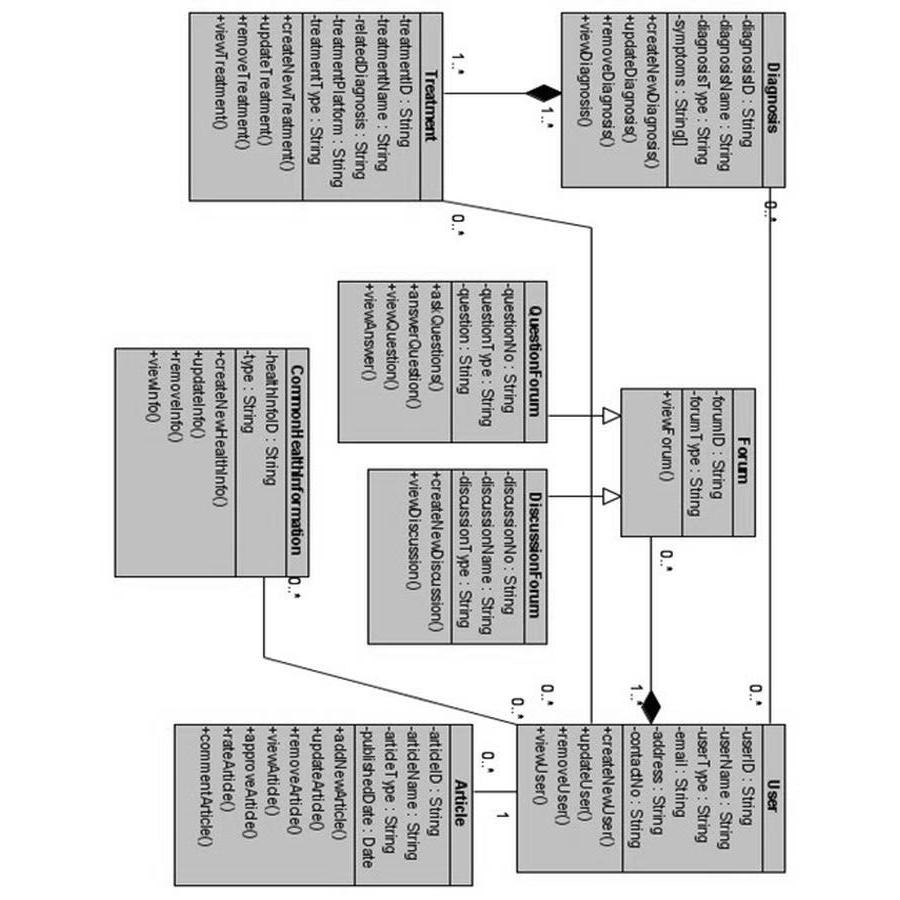 Diagnosis
-diagnosisID : String
-diagnosisName : String
-diagnosisType : String
-symptoms : String[]
+createNewDiagnosis()
+updateDiagnosis()
+removeDiagnosis()
+viewDiagnosis()
0..*
0..*
1..*
1..*
Treatment
-treatmentID : String
-treatmentName : String
-relatedDiagnosis : String
-treatmentPlatform : String
-treatmentType : String
+createNewTreatment()
+updateTreatment()
+removeTreatment()
+viewTreatment()
0..*
0..*
Forum
-forumID : String
-forumType : String
+viewForum()
0..*
1..*
User
-userID : String
-userName : String
-userType : String
-email : String
-address : String
-contactNo : String
+createNewUser()
+updateUser()
+removeUser()
+viewUser()
QuestionForum
-questionNo : String
-questionType : String
-question : String
+askQuestions()
+answerQuestion()
+viewQuestion()
+viewAnswer()
DiscussionForum
-discussionNo : String
-discussionName : String
-discussionType : String
+createNewDiscussion()
+viewDiscussion()
CommonHealthInformation
-healthInfoID : String
-type : String
+createNewHealthInfo()
+updateInfo()
+removeInfo()
+viewInfo()
0..*
0..*
1
0..*
Article
-articleID : String
-articleName : String
-articleType : String
-publishedDate : Date
+addNewArticle()
+updateArticle()
+removeArticle()
+viewArticle()
+approveArticle()
+rateArticle()
+commentArticle()